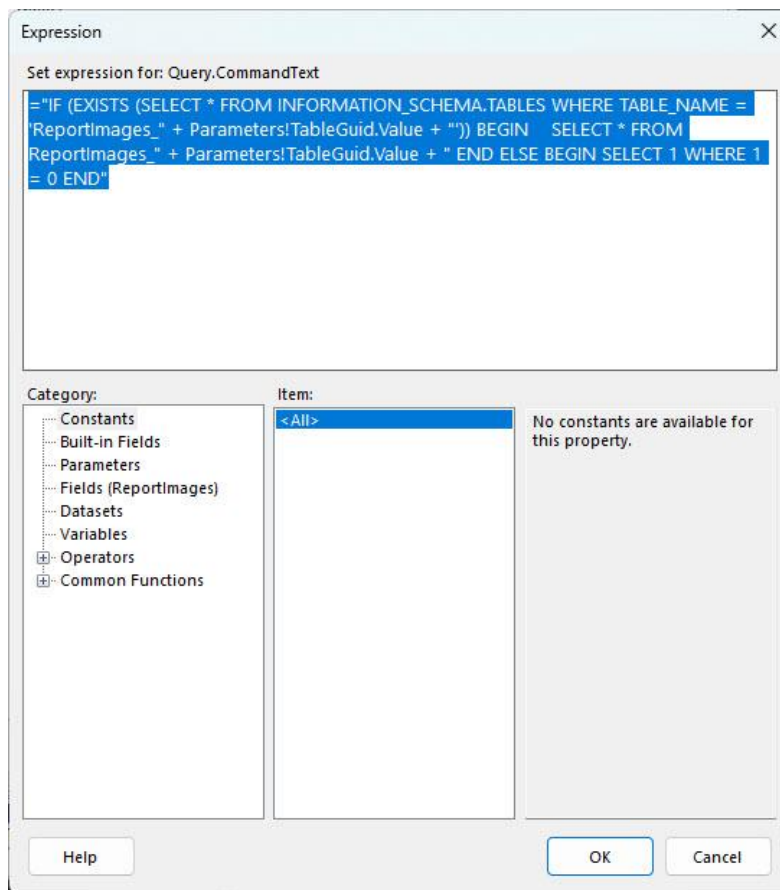 Expression
Set expression for: Query.CommandText
="IF (EXISTS (SELECT * FROM INFORMATION_SCHEMA.TABLES WHERE TABLE_NAME =
'ReportImages_" + Parameters!TableGuid.Value + "')) BEGIN    SELECT * FROM
ReportImages_" + Parameters!TableGuid.Value + " END ELSE BEGIN SELECT 1 WHERE 1
= 0 END"
Category:
Constants
Built-in Fields
Parameters
Fields (ReportImages)
Datasets
Variables
Operators
Common Functions
Item:
<All>
No constants are available for
this property.
Help
OK
Cancel